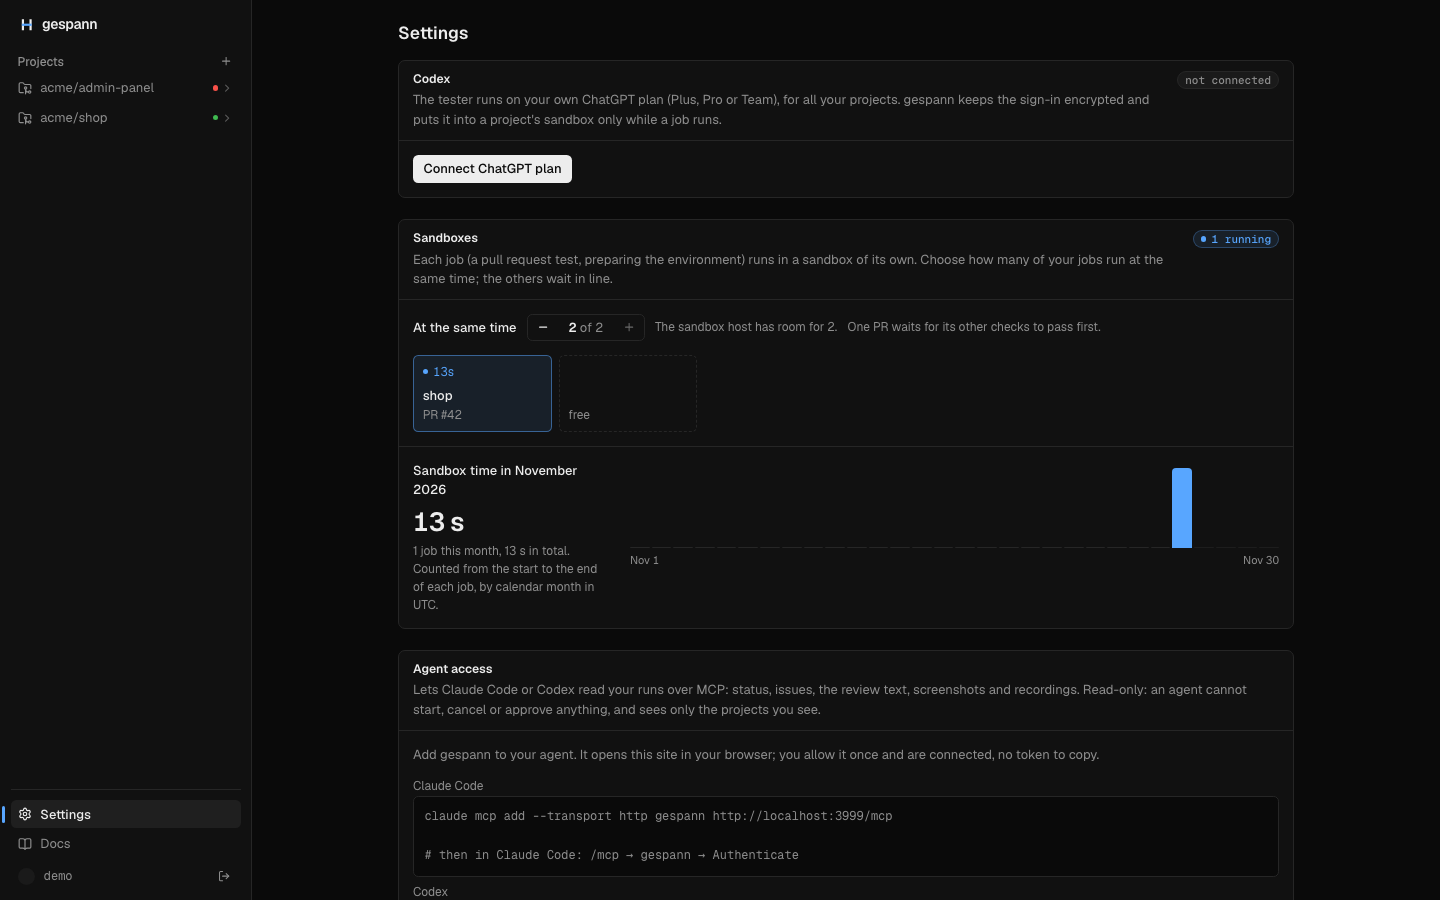 gespann
Projects
acme/admin-panel
acme/shop
Settings
Docs
demo
Settings
Codex
not connected
The tester runs on your own ChatGPT plan (Plus, Pro or Team), for all your projects. gespann keeps the sign-in encrypted and
puts it into a project's sandbox only while a job runs.
Connect ChatGPT plan
Sandboxes
1 running
Each job (a pull request test, preparing the environment) runs in a sandbox of its own. Choose how many of your jobs run at the
same time; the others wait in line.
At the same time − 2 of 2 + The sandbox host has room for 2. One PR waits for its other checks to pass first.
13s
shop
PR #42
free
Sandbox time in November
2026
13 s
1 job this month, 13 s in total.
Counted from the start to the end
of each job, by calendar month in
UTC.
Nov 1
Nov 30
Agent access
Lets Claude Code or Codex read your runs over MCP: status, issues, the review text, screenshots and recordings. Read-only: an agent cannot
start, cancel or approve anything, and sees only the projects you see.
Add gespann to your agent. It opens this site in your browser; you allow it once and are connected, no token to copy.
Claude Code
claude mcp add --transport http gespann http://localhost:3999/mcp
# then in Claude Code: /mcp → gespann → Authenticate
Codex